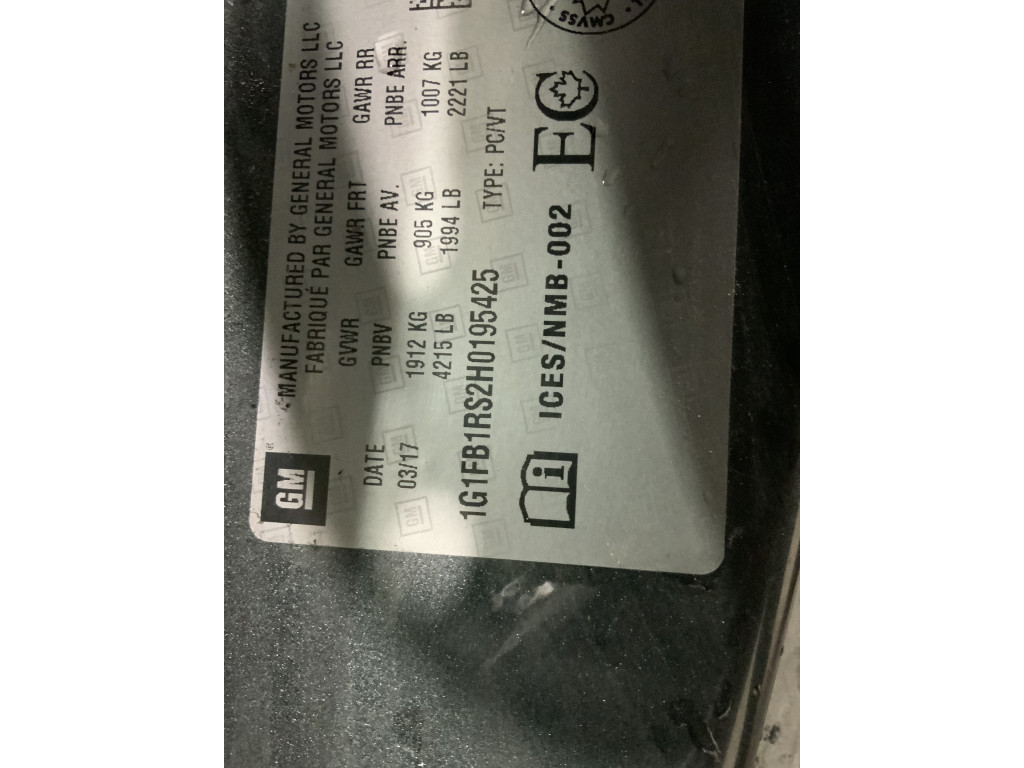 GM
MANUFACTURED BY GENERAL MOTORS LLC
FABRIQUÉ PAR GENERAL MOTORS LLC
DATE GVWR GAWR FRT GAWR RR
PNBV PNBE AV. PNBE ARR.
03/17 1912 KG 905 KG 1007 KG
4215 LB 1994 LB 2221 LB
1G1FB1RS2H0195425 TYPE: PC/VT
ICES/NMB-002 EC
CMVSS